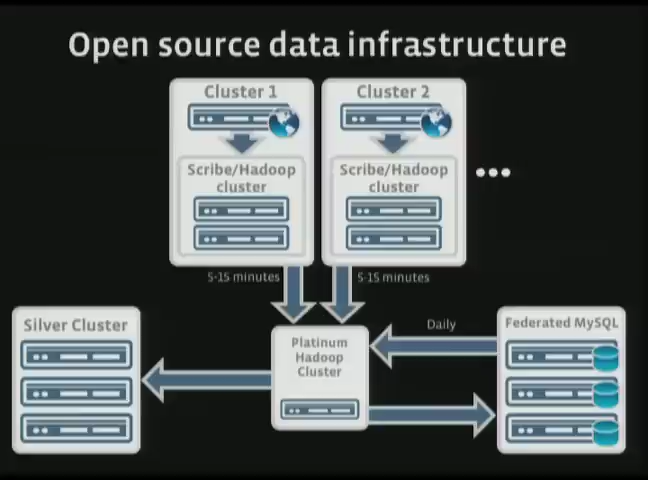 Open source data infrastructure
Cluster 1
Cluster 2
Scribe/Hadoop
cluster
Scribe/Hadoop
cluster
5-15 minutes
5-15 minutes
Silver Cluster
Platinum
Hadoop
Cluster
Daily
Federated MySQL